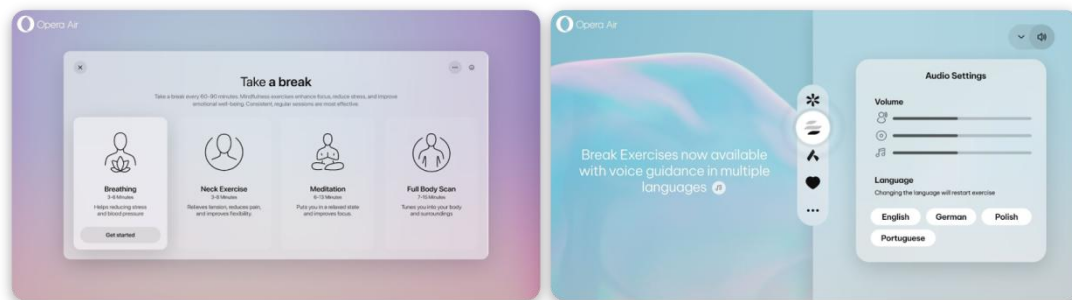 Opera Air
Take a break
Take a break every 60-90 minutes. Mindfulness exercises enhance focus, reduce stress, and improve
emotional well-being. Consistent, regular sessions are most effective.
Breathing
3-8 Minutes
Helps reducing stress
and blood pressure
Get started
Neck Exercise
3-9 Minutes
Relieves tension, reduces pain,
and improves flexibility.
Meditation
6-13 Minutes
Puts you in a relaxed state
and improves focus.
Full Body Scan
7-10 Minutes
Tunes you into your body
and surroundings
Opera Air
Break Exercises now available
with voice guidance in multiple
languages
Audio Settings
Volume
Language
Changing the language will restart exercise
English
German
Polish
Portuguese